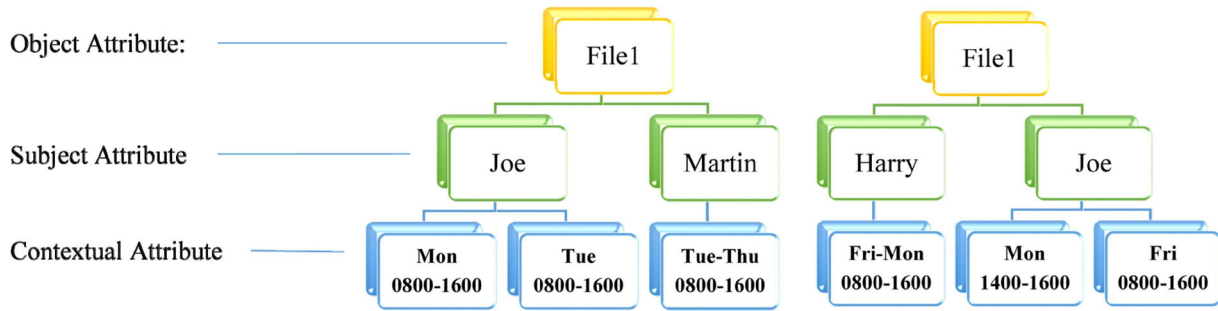 Object Attribute:
File1
File1
Subject Attribute
Joe
Martin
Harry
Joe
Contextual Attribute
Mon
0800-1600
Tue
0800-1600
Tue-Thu
0800-1600
Fri-Mon
0800-1600
Mon
1400-1600
Fri
0800-1600